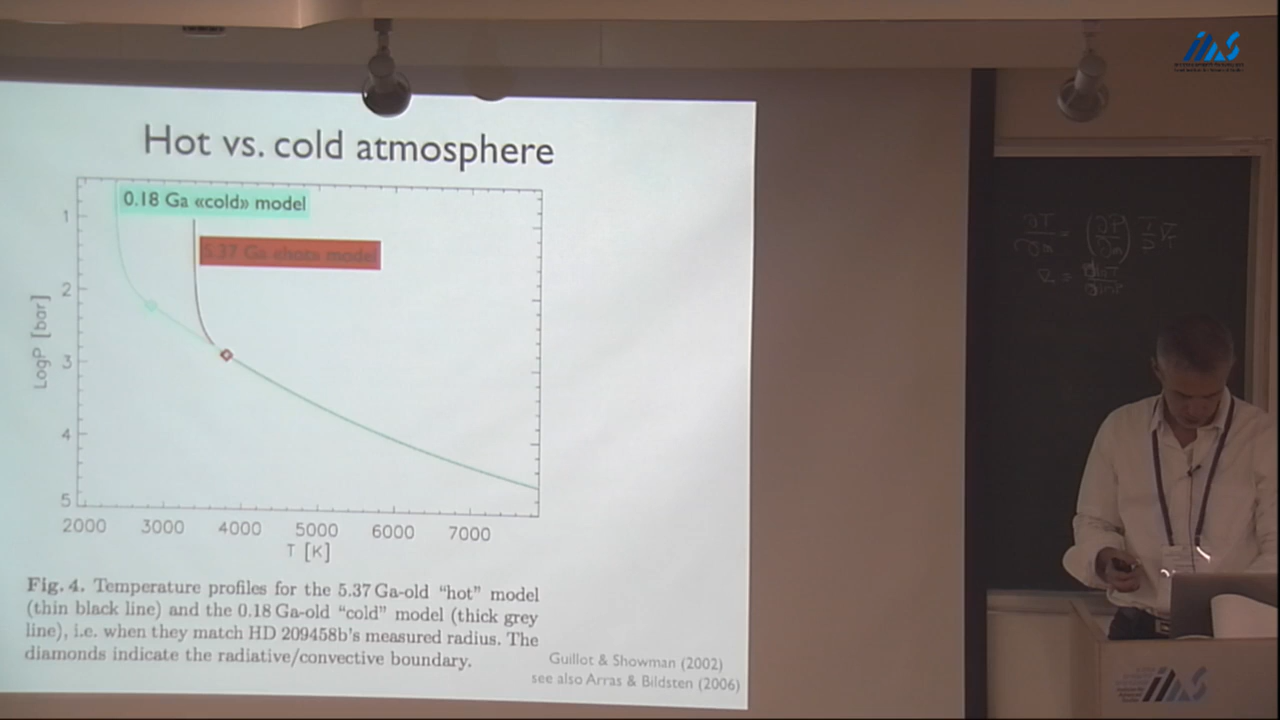 Hot vs. cold atmosphere
0.18 Ga «cold» model
5.37 Ga «hot» model
LogP [bar]
1
2
3
4
5
2000 3000 4000 5000 6000 7000
T [K]
Fig. 4. Temperature profiles for the 5.37 Ga-old “hot” model
(thin black line) and the 0.18 Ga-old “cold” model (thick grey
line), i.e. when they match HD 209458b’s measured radius. The
diamonds indicate the radiative/convective boundary.
Guillot & Showman (2002)
see also Arras & Bildsten (2006)